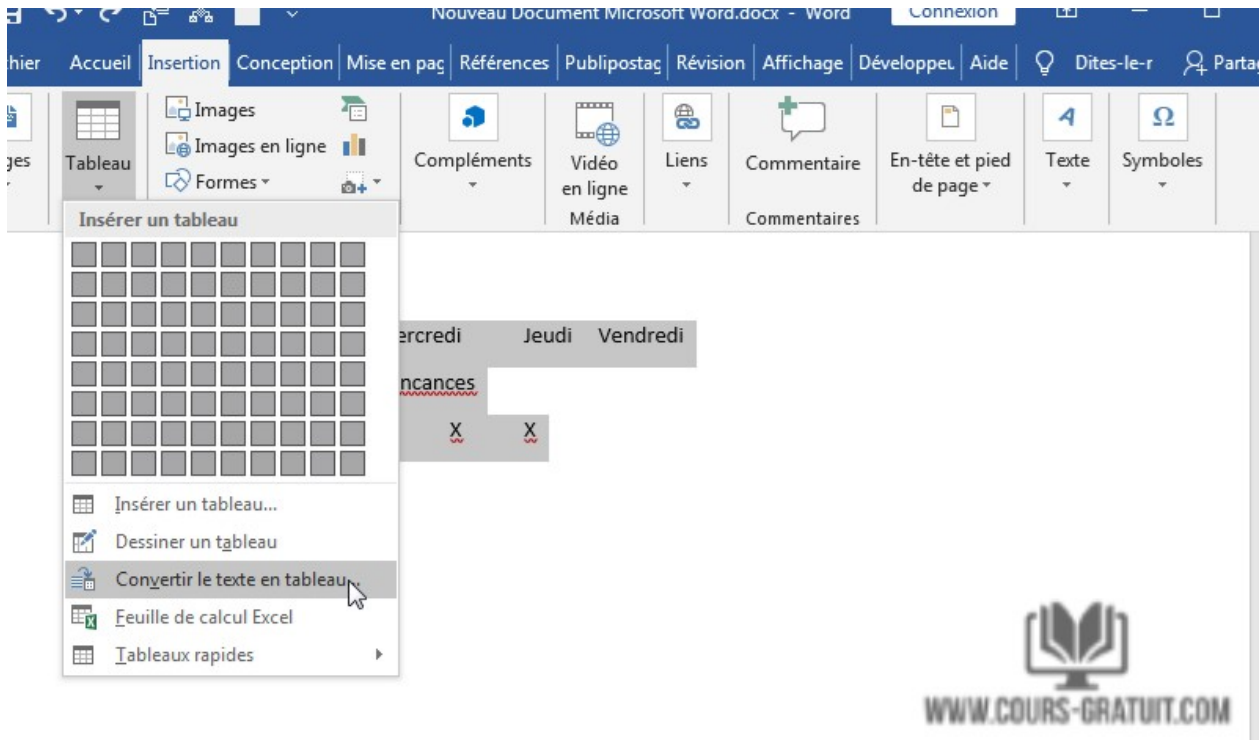 Nouveau Document Microsoft Word.docx - Word Connexion
hier Accueil Insertion Conception Mise en pag Références Publipostag Révision Affichage Développeu Aide Dites-le-r Parta
ges
Tableau
Images
Images en ligne
Formes
Compléments
Vidéo
en ligne
Média
Liens
Commentaire
Commentaires
En-tête et pied
de page
Texte
Symboles
Insérer un tableau
ercredi Jeudi Vendredi
ncances
X X
Insérer un tableau...
Dessiner un tableau
Convertir le texte en tableau...
Feuille de calcul Excel
Tableaux rapides
WWW.COURS-GRATUIT.COM